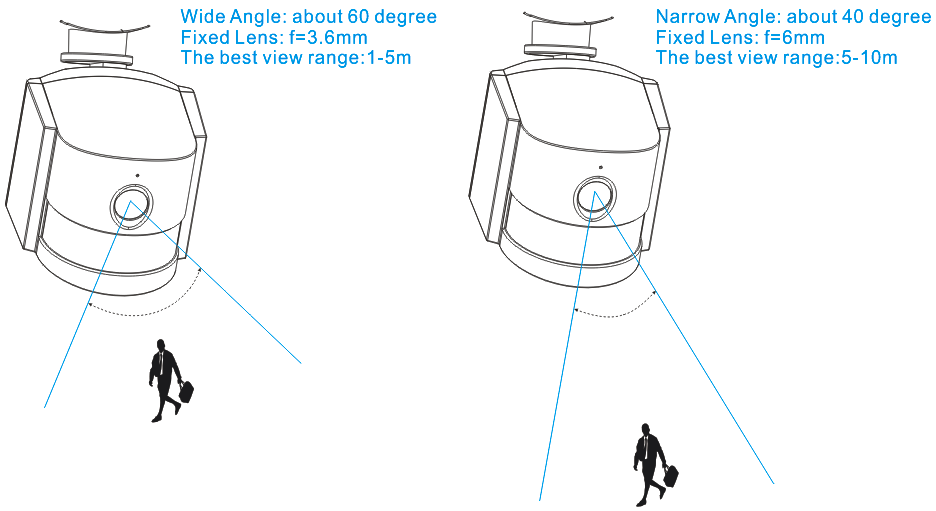 Wide Angle: about 60 degree
Fixed Lens: f=3.6mm
The best view range:1-5m
Narrow Angle: about 40 degree
Fixed Lens: f=6mm
The best view range:5-10m